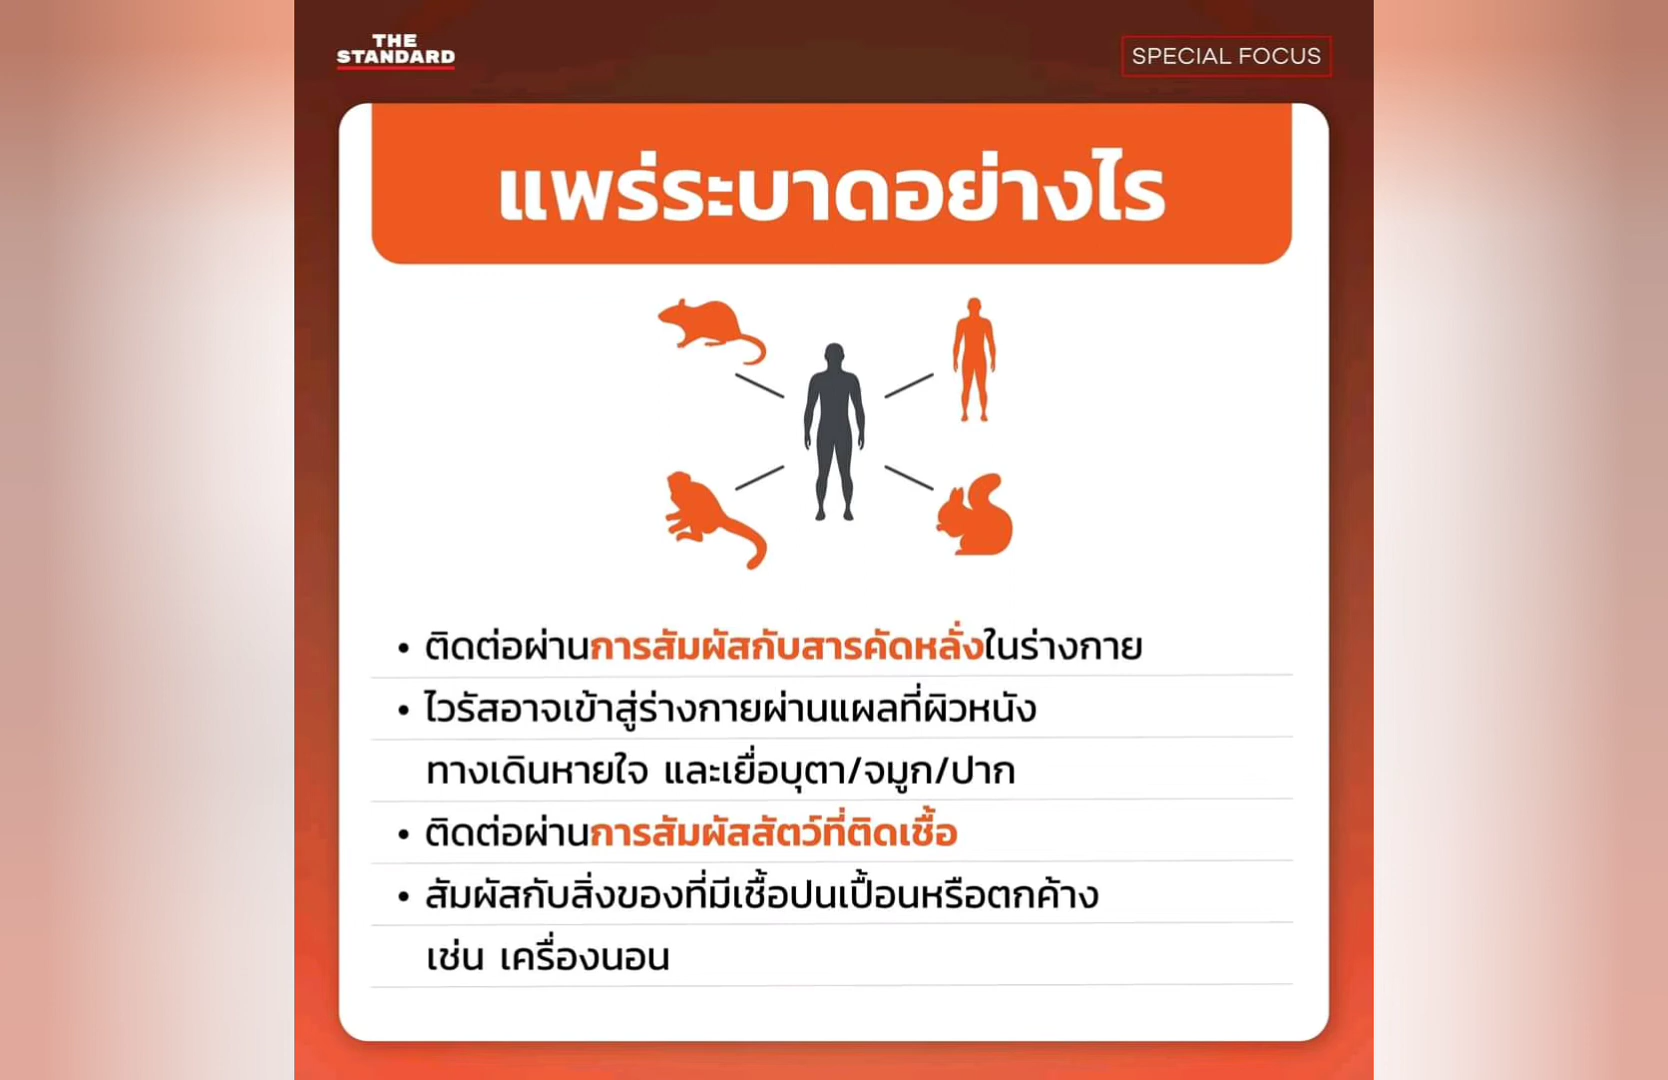 THE
STANDARD
SPECIAL FOCUS
แพร่ระบาดอย่างไร
• ติดต่อผ่านการสัมผัสกับสารคัดหลั่งในร่างกาย
• ไวรัสอาจเข้าสู่ร่างกายผ่านแผลที่ผิวหนัง
ทางเดินหายใจ และเยื่อบุตา/จมูก/ปาก
• ติดต่อผ่านการสัมผัสสัตว์ที่ติดเชื้อ
• สัมผัสกับสิ่งของที่มีเชื้อปนเปื้อนหรือตกค้าง
เช่น เครื่องนอน